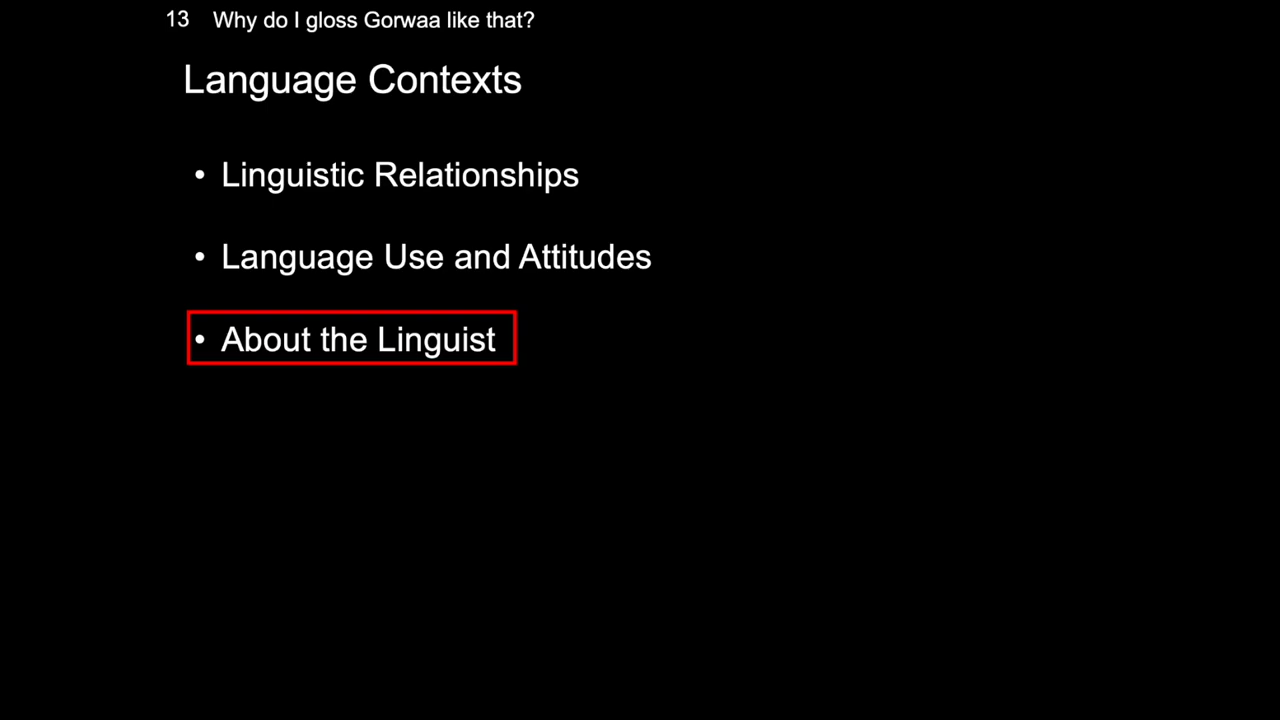 13 Why do I gloss Gorwaa like that?
Language Contexts
• Linguistic Relationships
• Language Use and Attitudes
• About the Linguist